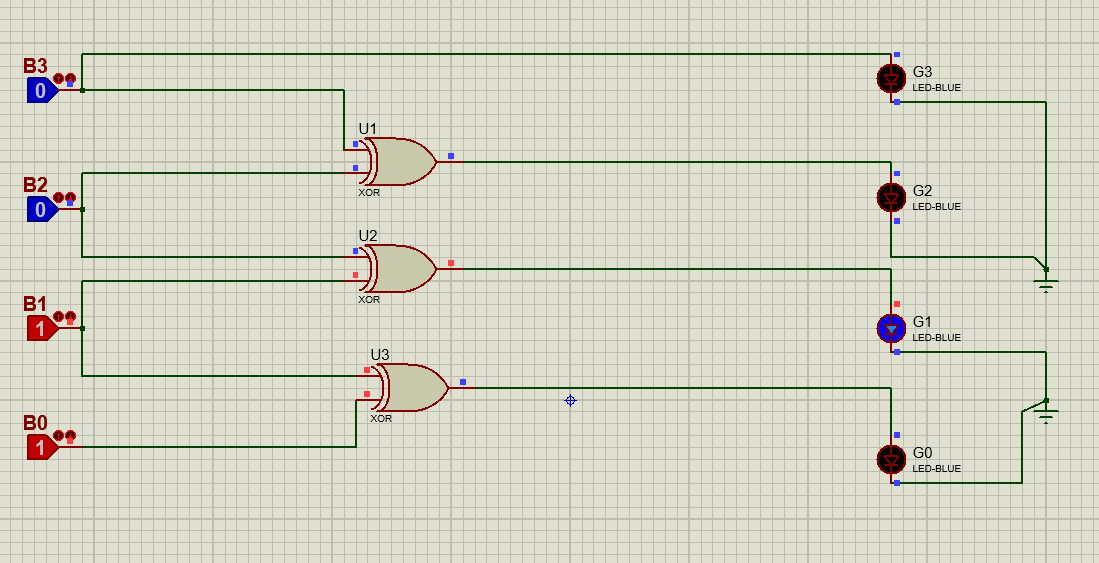 B3
0
G3
LED-BLUE
U1
XOR
B2
0
G2
LED-BLUE
U2
XOR
B1
1
G1
LED-BLUE
U3
XOR
B0
1
G0
LED-BLUE